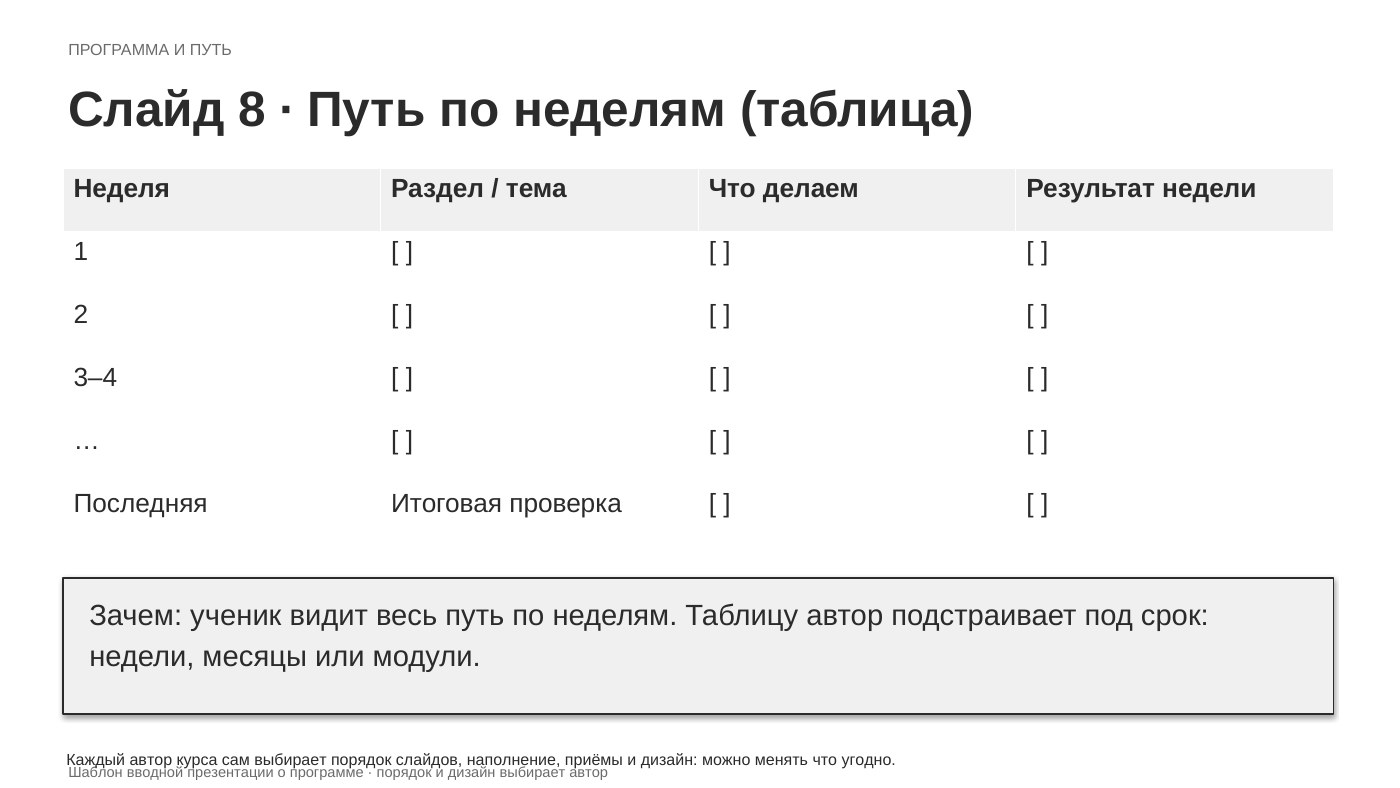 ПРОГРАММА И ПУТЬ
Слайд 8 · Путь по неделям (таблица)
Неделя Раздел / тема Что делаем Результат недели
1 [ ] [ ] [ ]
2 [ ] [ ] [ ]
3–4 [ ] [ ] [ ]
… [ ] [ ] [ ]
Последняя Итоговая проверка [ ] [ ]
Зачем: ученик видит весь путь по неделям. Таблицу автор подстраивает под срок:
недели, месяцы или модули.
Каждый автор курса сам выбирает порядок слайдов, наполнение, приёмы и дизайн: можно менять что угодно.
Шаблон вводной презентации о программе · порядок и дизайн выбирает автор